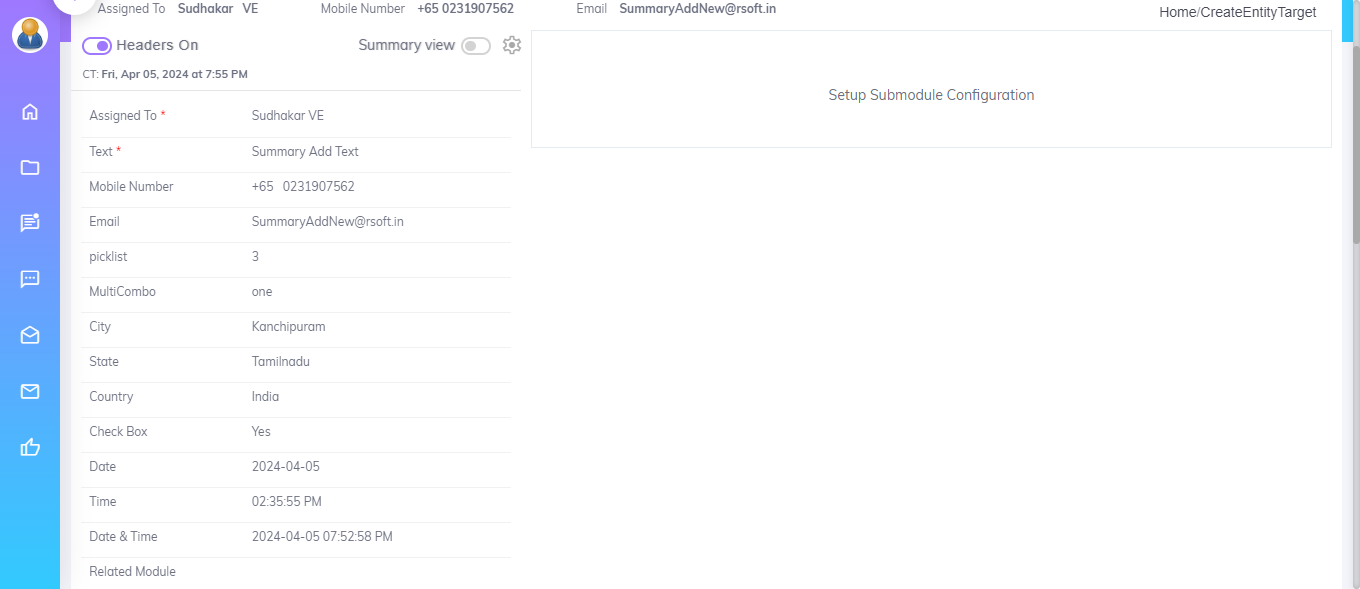 Assigned To Sudhakar VE Mobile Number +65 0231907562 Email SummaryAddNew@rsoft.in
Home/CreateEntityTarget
Headers On Summary view
CT: Fri, Apr 05, 2024 at 7:55 PM
Setup Submodule Configuration
Assigned To * Sudhakar VE
Text * Summary Add Text
Mobile Number +65 0231907562
Email SummaryAddNew@rsoft.in
picklist 3
MultiCombo one
City Kanchipuram
State Tamilnadu
Country India
Check Box Yes
Date 2024-04-05
Time 02:35:55 PM
Date & Time 2024-04-05 07:52:58 PM
Related Module